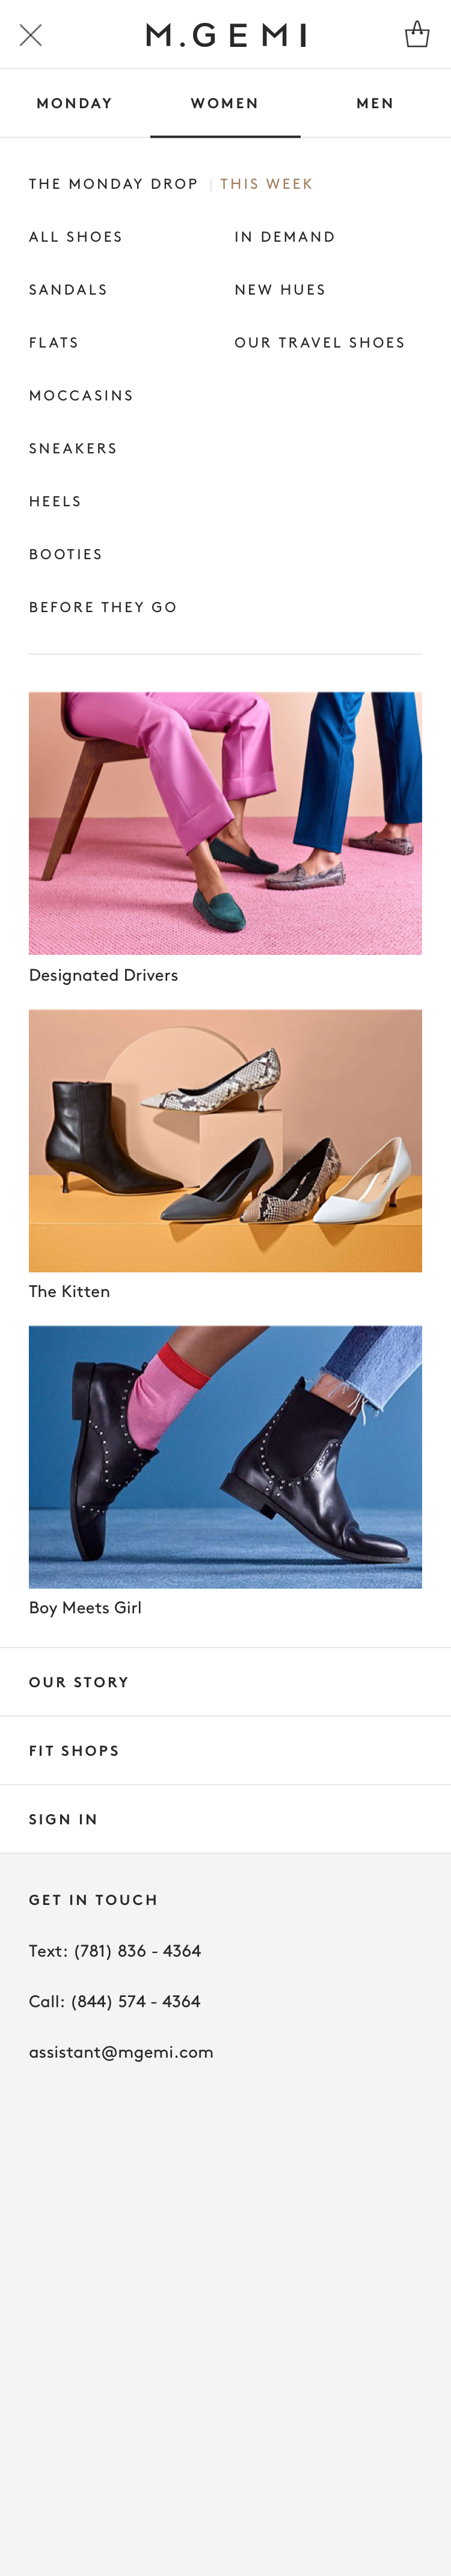 M.GEMI
MONDAY WOMEN MEN
THE MONDAY DROP | THIS WEEK
ALL SHOES
SANDALS
FLATS
MOCCASINS
SNEAKERS
HEELS
BOOTIES
BEFORE THEY GO
IN DEMAND
NEW HUES
OUR TRAVEL SHOES
Designated Drivers
The Kitten
Boy Meets Girl
OUR STORY
FIT SHOPS
SIGN IN
GET IN TOUCH
Text: (781) 836 - 4364
Call: (844) 574 - 4364
assistant@mgemi.com